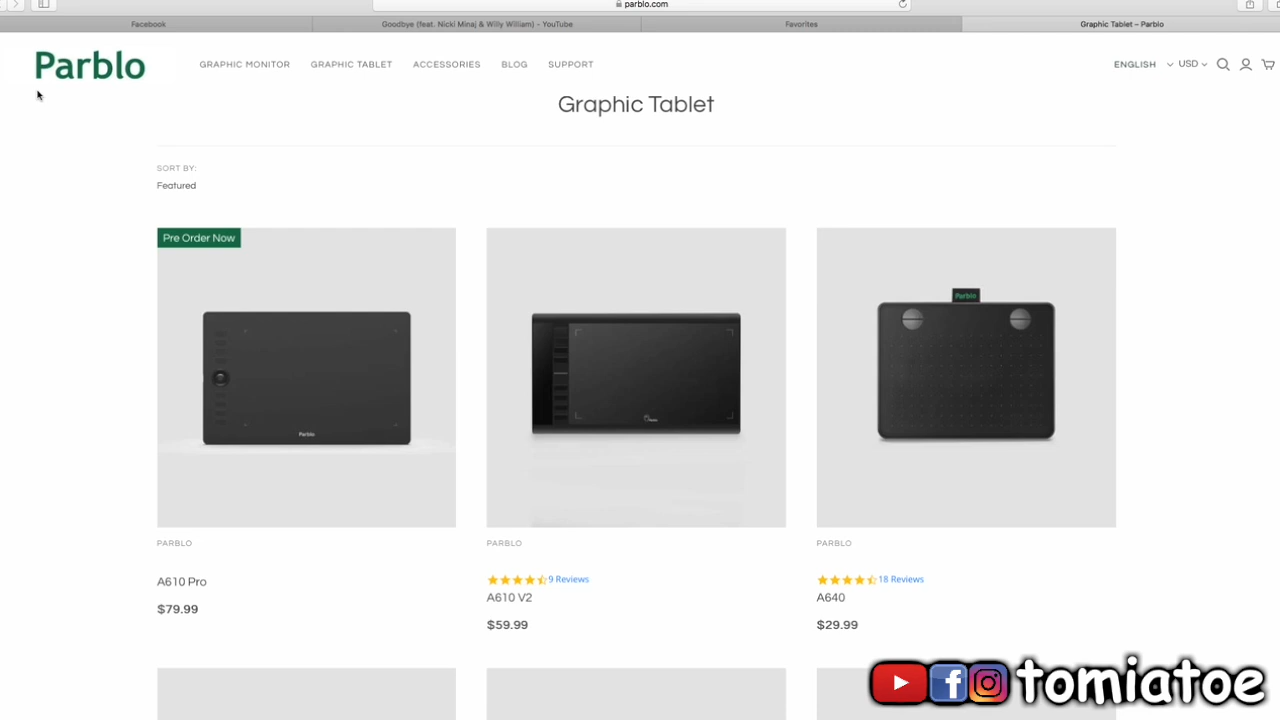 parblo.com
Facebook
Goodbye (feat. Nicki Minaj & Willy William) - YouTube
Favorites
Graphic Tablet – Parblo
Parblo
GRAPHIC MONITOR
GRAPHIC TABLET
ACCESSORIES
BLOG
SUPPORT
ENGLISH
USD
Graphic Tablet
SORT BY:
Featured
Pre Order Now
Parblo
Parblo
PARBLO
PARBLO
PARBLO
A610 Pro
$79.99
9 Reviews
A610 V2
$59.99
18 Reviews
A640
$29.99
tomiatoe